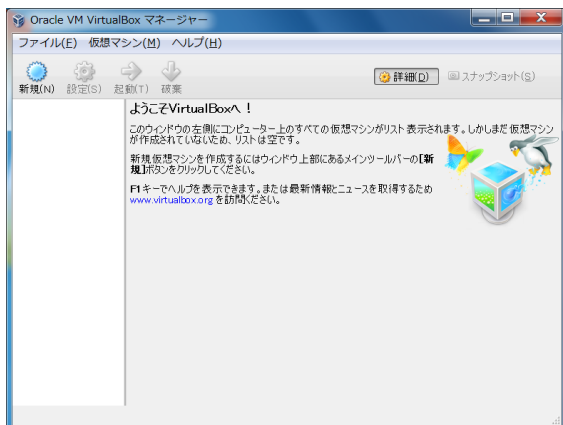 Oracle VM VirtualBox マネージャー
ファイル(F) 仮想マシン(M) ヘルプ(H)
新規(N) 設定(S) 起動(T) 破棄 詳細(D) スナップショット(S)
ようこそVirtualBoxへ！
このウィンドウの左側にコンピューター上のすべての仮想マシンがリスト表示されます。しかしまだ仮想マシン
が作成されていないため、リストは空です。
新規仮想マシンを作成するにはウィンドウ上部にあるメインツールバーの[新
規]ボタンをクリックしてください。
F1 キーでヘルプを表示できます。または最新情報とニュースを取得するため
www.virtualbox.org を訪問ください。